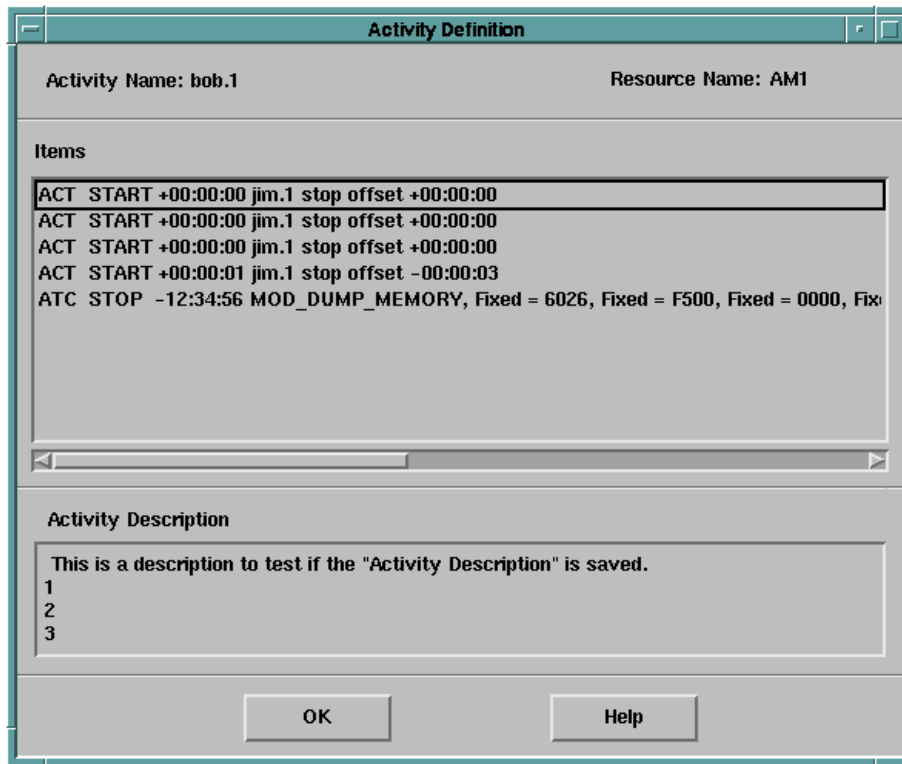 Activity Definition
Activity Name: bob.1 Resource Name: AM1
Items
ACT START +00:00:00 jim.1 stop offset +00:00:00
ACT START +00:00:00 jim.1 stop offset +00:00:00
ACT START +00:00:00 jim.1 stop offset +00:00:00
ACT START +00:00:01 jim.1 stop offset -00:00:03
ATC STOP -12:34:56 MOD_DUMP_MEMORY, Fixed = 6026, Fixed = F500, Fixed = 0000,
Activity Description
This is a description to test if the "Activity Description" is saved.
1
2
3
OK Help